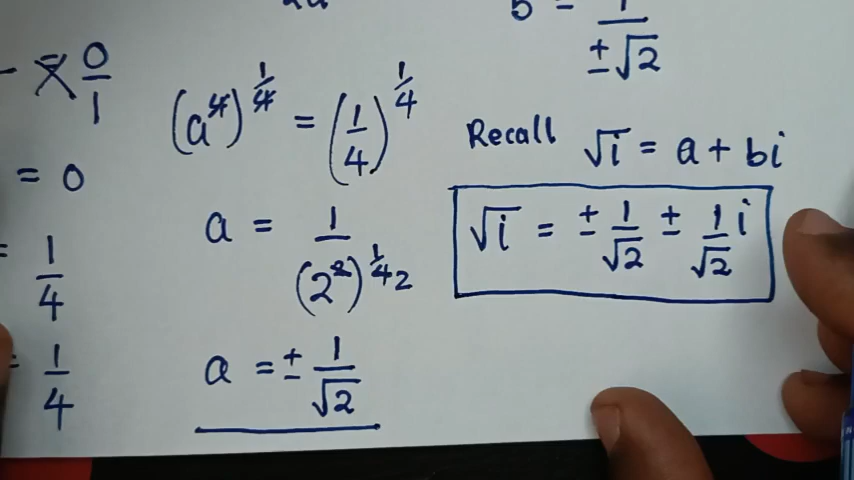 b = 1/±√2
= 0/1
= 0
(a⁴)^(1/4) = (1/4)^(1/4)
Recall √i = a + bi
a = 1/(2²)^(1/4 2)
√i = ± 1/√2 ± 1/√2 i
= 1/4
= 1/4
a = ± 1/√2